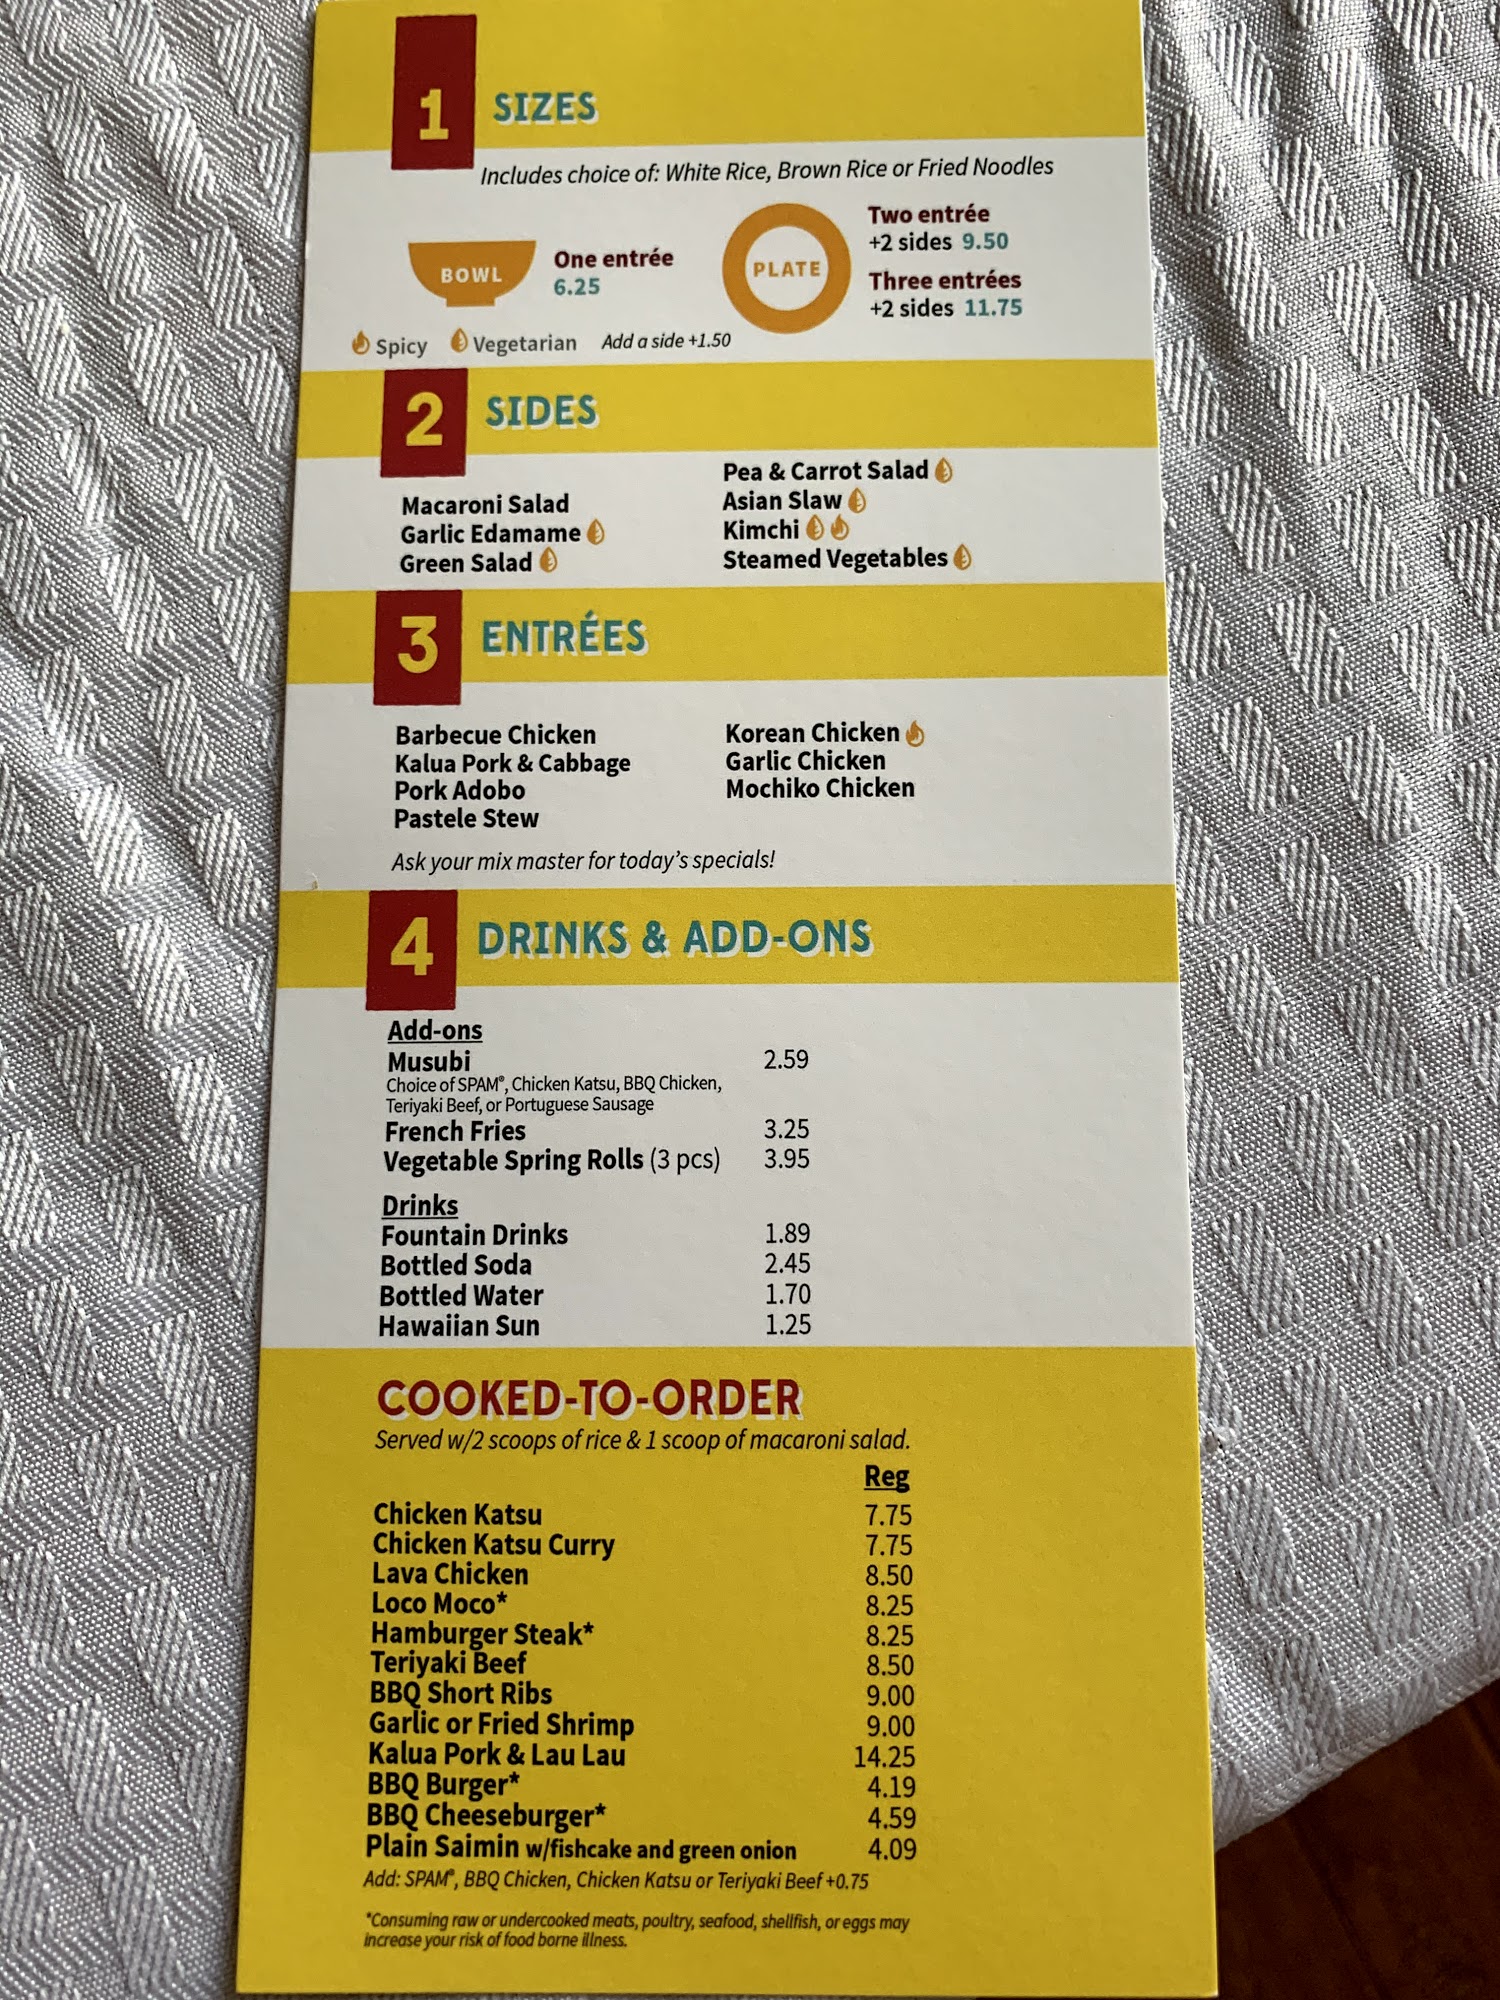 1 SIZES
Includes choice of: White Rice, Brown Rice or Fried Noodles
BOWL
One entrée
6.25
PLATE
Two entrée
+2 sides 9.50
Three entrées
+2 sides 11.75
Spicy Vegetarian Add a side +1.50
2 SIDES
Macaroni Salad
Garlic Edamame
Green Salad
Pea & Carrot Salad
Asian Slaw
Kimchi
Steamed Vegetables
3 ENTRÉES
Barbecue Chicken
Kalua Pork & Cabbage
Pork Adobo
Pastele Stew
Korean Chicken
Garlic Chicken
Mochiko Chicken
Ask your mix master for today's specials!
4 DRINKS & ADD-ONS
Add-ons
Musubi 2.59
Choice of SPAM®, Chicken Katsu, BBQ Chicken,
Teriyaki Beef, or Portuguese Sausage
French Fries 3.25
Vegetable Spring Rolls (3 pcs) 3.95
Drinks
Fountain Drinks 1.89
Bottled Soda 2.45
Bottled Water 1.70
Hawaiian Sun 1.25
COOKED-TO-ORDER
Served w/2 scoops of rice & 1 scoop of macaroni salad.
Reg
Chicken Katsu 7.75
Chicken Katsu Curry 7.75
Lava Chicken 8.50
Loco Moco* 8.25
Hamburger Steak* 8.25
Teriyaki Beef 8.50
BBQ Short Ribs 9.00
Garlic or Fried Shrimp 9.00
Kalua Pork & Lau Lau 14.25
BBQ Burger* 4.19
BBQ Cheeseburger* 4.59
Plain Saimin w/fishcake and green onion 4.09
Add: SPAM®, BBQ Chicken, Chicken Katsu or Teriyaki Beef +0.75
*Consuming raw or undercooked meats, poultry, seafood, shellfish, or eggs may
increase your risk of food borne illness.